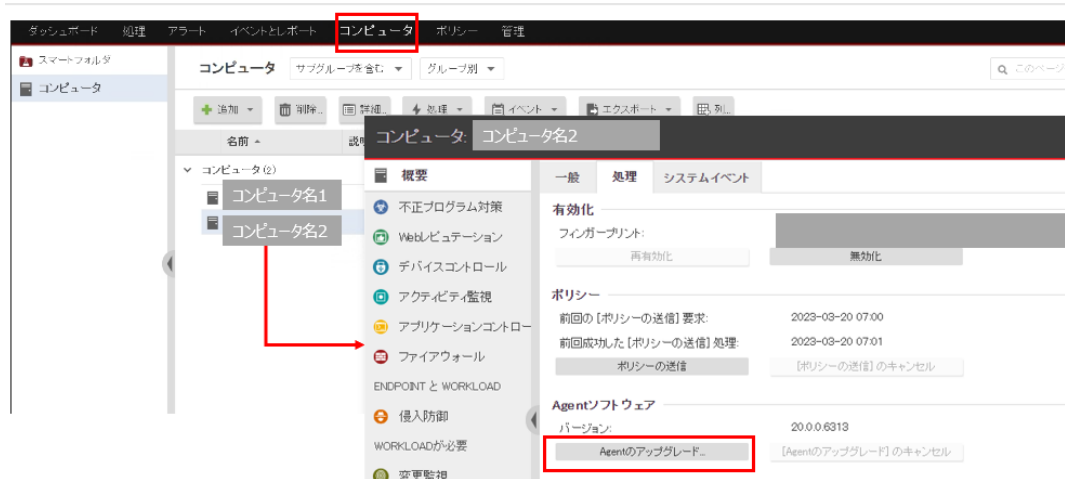 ダッシュボード 処理 アラート イベントとレポート コンピュータ ポリシー 管理
スマートフォルダ
コンピュータ
コンピュータ サブグループを含む グループ別
このページ
追加 削除... 詳細... 処理 イベント エクスポート 列...
名前 説明
コンピュータ (2)
コンピュータ名1
コンピュータ名2
コンピュータ: コンピュータ名2
概要
不正プログラム対策
Webレピュテーション
デバイスコントロール
アクティビティ監視
アプリケーションコントロー
ファイアウォール
ENDPOINT と WORKLOAD
侵入防御
WORKLOADが必要
変更監視
一般 処理 システムイベント
有効化
フィンガープリント:
再有効化 無効化
ポリシー
前回の [ポリシーの送信] 要求: 2023-03-20 07:00
前回成功した [ポリシーの送信] 処理: 2023-03-20 07:01
ポリシーの送信 [ポリシーの送信] のキャンセル
Agentソフトウェア
バージョン: 20.0.0.6313
Agentのアップグレード... [Agentのアップグレード] のキャンセル